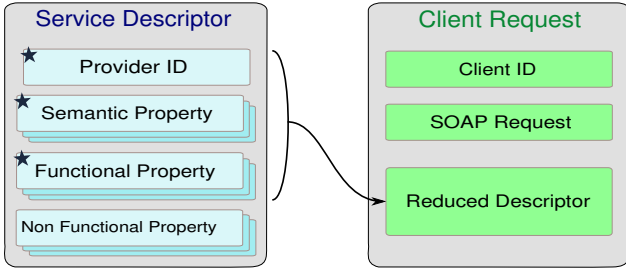 Service Descriptor
Provider ID
Semantic Property
Functional Property
Non Functional Property
Client Request
Client ID
SOAP Request
Reduced Descriptor